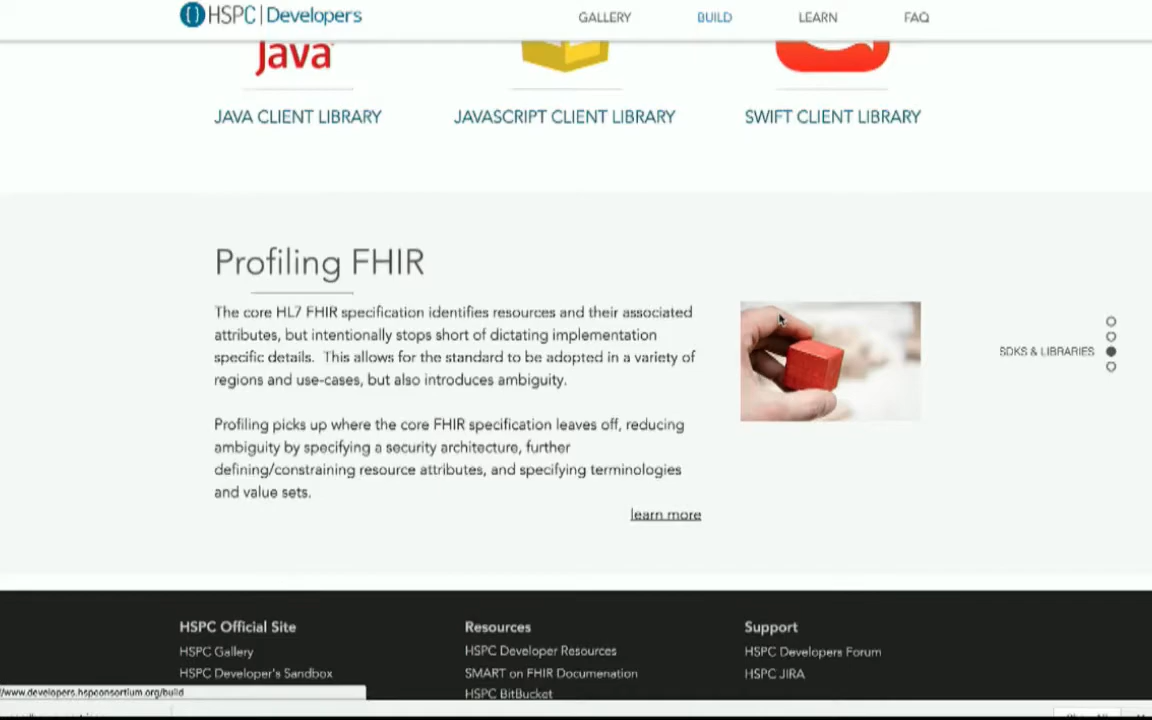 HSPC | Developers
GALLERY
BUILD
LEARN
FAQ
Java
JAVA CLIENT LIBRARY
JAVASCRIPT CLIENT LIBRARY
SWIFT CLIENT LIBRARY
Profiling FHIR
The core HL7 FHIR specification identifies resources and their associated
attributes, but intentionally stops short of dictating implementation
specific details. This allows for the standard to be adopted in a variety of
regions and use-cases, but also introduces ambiguity.
Profiling picks up where the core FHIR specification leaves off, reducing
ambiguity by specifying a security architecture, further
defining/constraining resource attributes, and specifying terminologies
and value sets.
learn more
SDKS & LIBRARIES
HSPC Official Site
HSPC Gallery
HSPC Developer's Sandbox
Resources
HSPC Developer Resources
SMART on FHIR Documenation
HSPC BitBucket
Support
HSPC Developers Forum
HSPC JIRA
/www.developers.hspconsortium.org/build